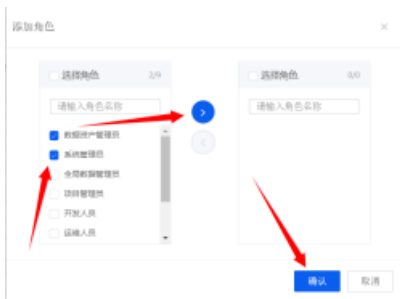 添加角色
选择角色 2/9
选择角色 0/0
请输入角色名称
请输入角色名称
数据资产管理员
系统管理员
全局数据管理员
项目管理员
开发人员
运维人员
确认 取消